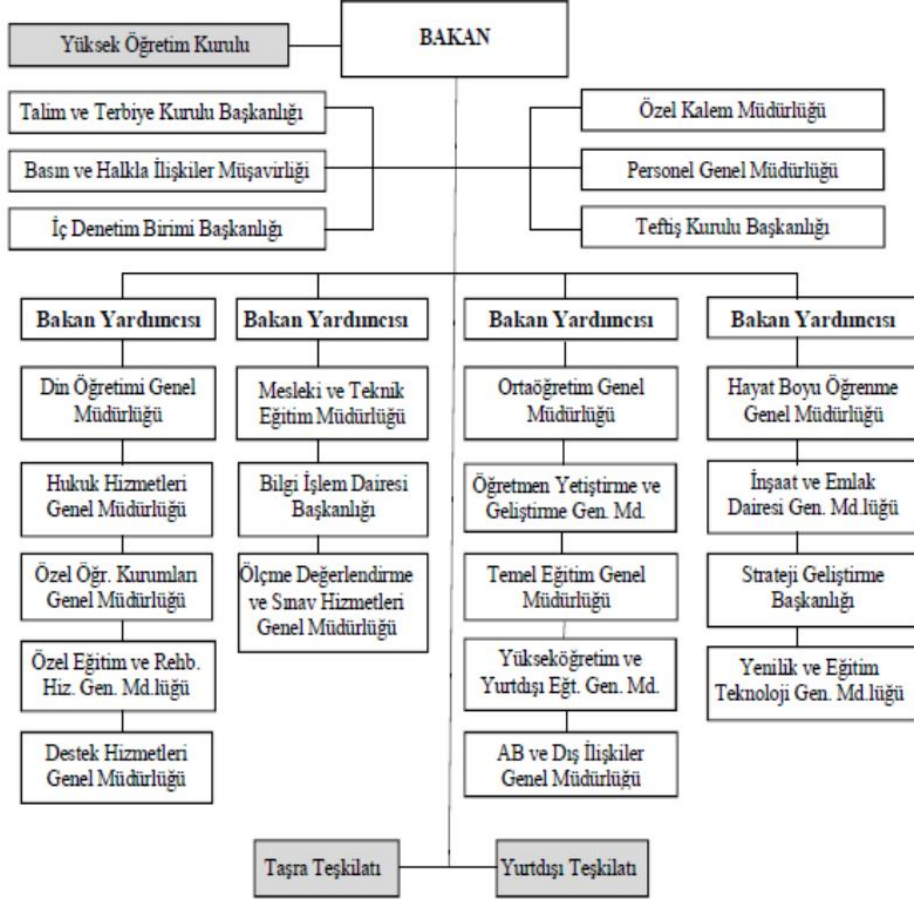 Yüksek Öğretim Kurulu
BAKAN
Talim ve Terbiye Kurulu Başkanlığı
Özel Kalem Müdürlüğü
Basın ve Halkla İlişkiler Müşavirliği
Personel Genel Müdürlüğü
İç Denetim Birimi Başkanlığı
Teftiş Kurulu Başkanlığı
Bakan Yardımcısı
Din Öğretimi Genel
Müdürlüğü
Hukuk Hizmetleri
Genel Müdürlüğü
Özel Öğr. Kurumları
Genel Müdürlüğü
Özel Eğitim ve Rehb.
Hiz. Gen. Md.lüğü
Destek Hizmetleri
Genel Müdürlüğü
Bakan Yardımcısı
Mesleki ve Teknik
Eğitim Müdürlüğü
Bilgi İşlem Dairesi
Başkanlığı
Ölçme Değerlendirme
ve Sınav Hizmetleri
Genel Müdürlüğü
Bakan Yardımcısı
Ortaöğretim Genel
Müdürlüğü
Öğretmen Yetiştirme ve
Geliştirme Gen. Md.
Temel Eğitim Genel
Müdürlüğü
Yükseköğretim ve
Yurtdışı Eğt. Gen. Md.
AB ve Dış İlişkiler
Genel Müdürlüğü
Bakan Yardımcısı
Hayat Boyu Öğrenme
Genel Müdürlüğü
İnşaat ve Emlak
Dairesi Gen. Md.lüğü
Strateji Geliştirme
Başkanlığı
Yenilik ve Eğitim
Teknoloji Gen. Md.lüğü
Taşra Teşkilatı
Yurtdışı Teşkilatı